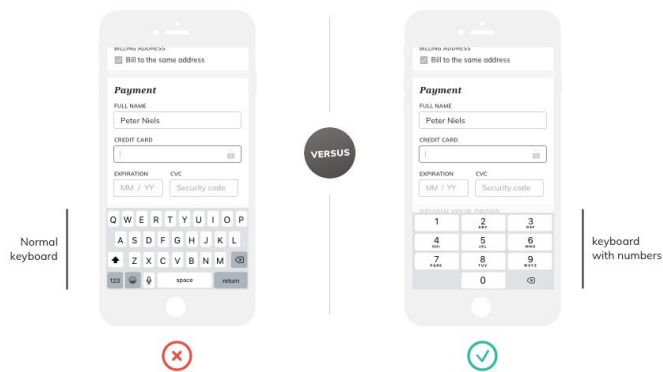 BILLING ADDRESS
Bill to the same address
Payment
FULL NAME
Peter Niels
CREDIT CARD
EXPIRATION CVC
MM / YY Security code
Q W E R T Y U I O P
A S D F G H J K L
Z X C V B N M
123 space return
Normal
keyboard
VERSUS
BILLING ADDRESS
Bill to the same address
Payment
FULL NAME
Peter Niels
CREDIT CARD
EXPIRATION CVC
MM / YY Security code
REVIEW YOUR ORDER
1 2 3
ABC DEF
4 5 6
GHI JKL MNO
7 8 9
PQRS TUV WXYZ
0
keyboard
with numbers